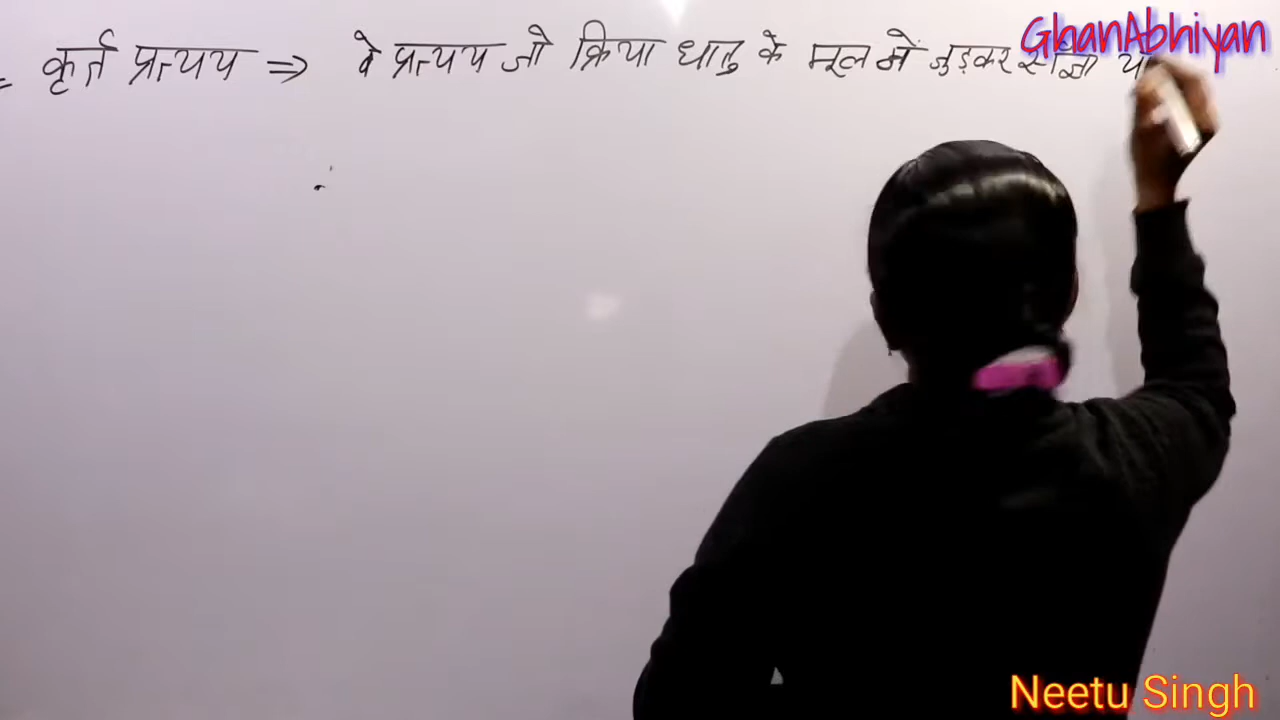 कृर्त प्रत्यय ⇒ वे प्रत्यय जो क्रिया धातु के मूल में जुड़कर संज्ञा
GhanAbhiyan
Neetu Singh